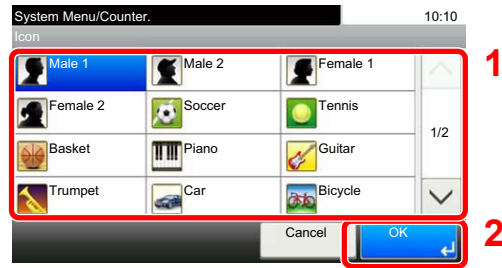 System Menu/Counter. 10:10
Icon
Male 1 Male 2 Female 1
1
Female 2 Soccer Tennis
1/2
Basket Piano Guitar
Trumpet Car Bicycle
Cancel OK
2